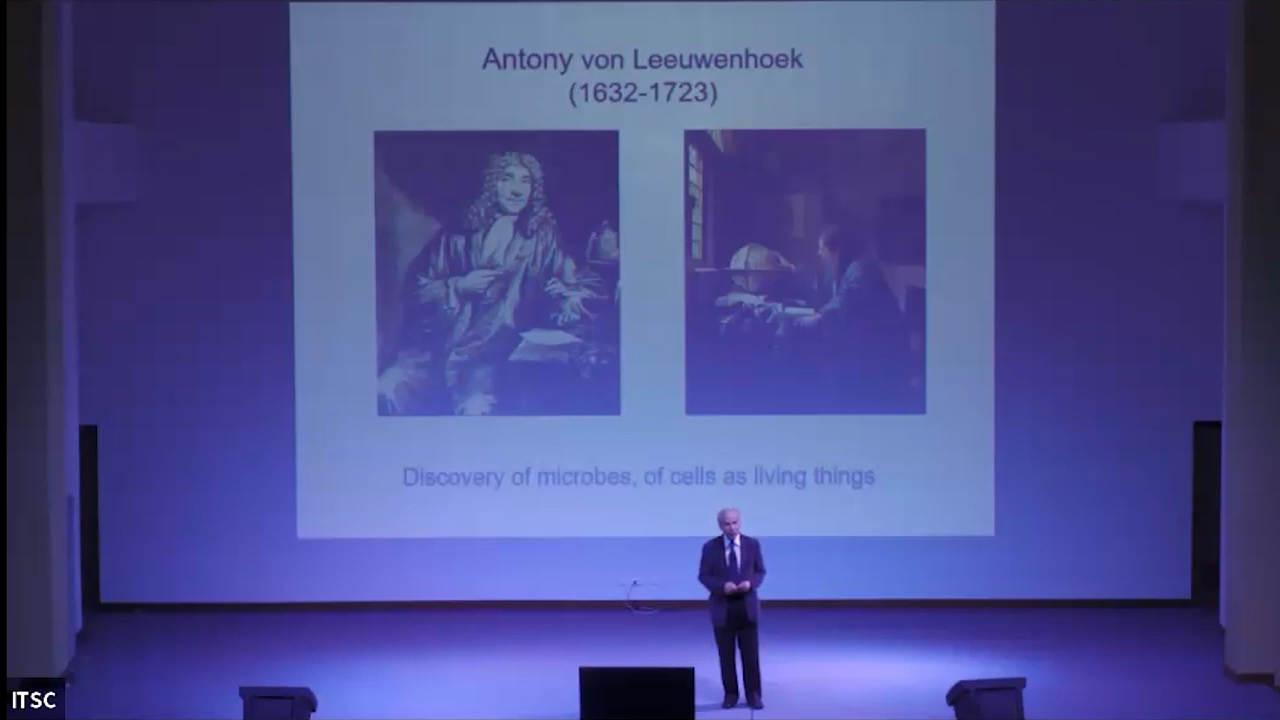 Antony von Leeuwenhoek
(1632-1723)
Discovery of microbes, of cells as living things
ITSC